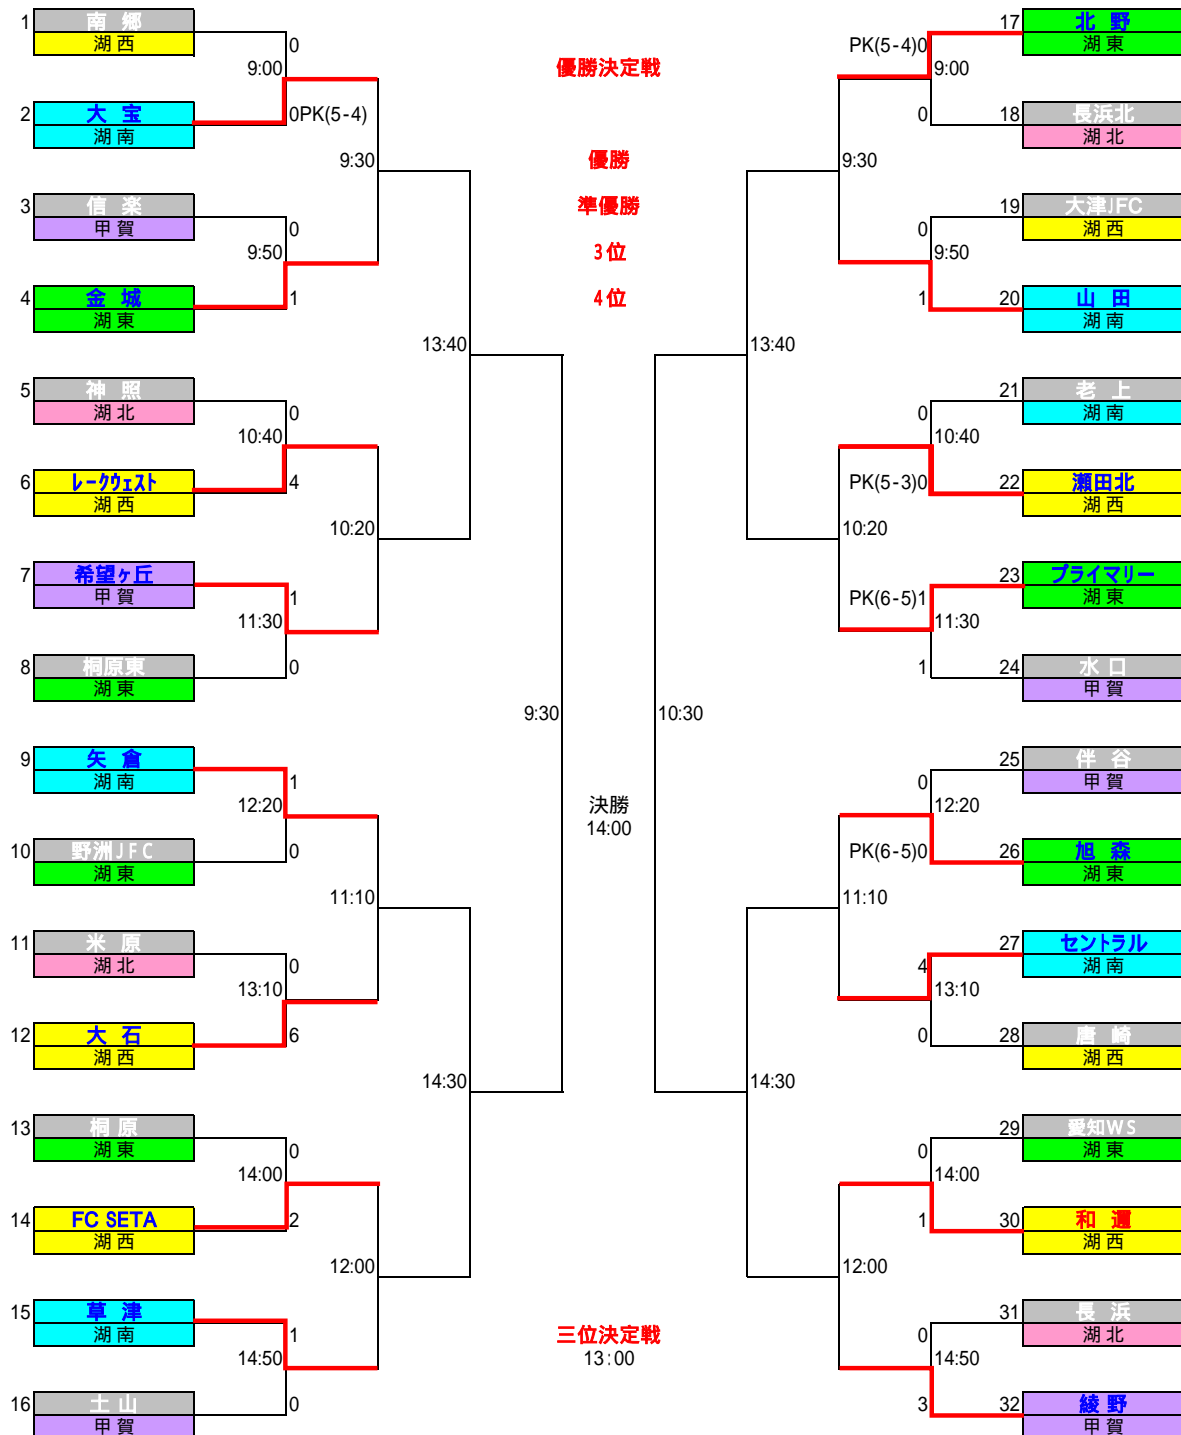 1 南 郷
湖 西
0
9:00
2 大 宝
湖 南
0PK(5-4)
9:30
3 信 楽
甲 賀
0
9:50
4 金 城
湖 東
1
13:40
5 神 照
湖 北
0
10:40
6 レークウェスト
湖 西
4
10:20
7 希望ヶ丘
甲 賀
1
11:30
8 桐原東
湖 東
0
9:30
9 矢 倉
湖 南
1
12:20
10 野洲JFC
湖 東
0
11:10
11 米 原
湖 北
0
13:10
12 大 石
湖 西
6
14:30
13 桐 原
湖 東
0
14:00
14 FC SETA
湖 西
2
12:00
15 草 津
湖 南
1
14:50
16 土 山
甲 賀
0
優勝決定戦
優勝
準優勝
3位
4位
決勝
14:00
三位決定戦
13:00
17 北 野
湖 東
PK(5-4)0
9:00
18 長浜北
湖 北
0
9:30
19 大津JFC
湖 西
0
9:50
20 山 田
湖 南
1
13:40
21 老 上
湖 南
0
10:40
22 瀬田北
湖 西
PK(5-3)0
10:20
23 プライマリー
湖 東
PK(6-5)1
11:30
24 水 口
甲 賀
1
10:30
25 伴 谷
甲 賀
0
12:20
26 旭 森
湖 東
PK(6-5)0
11:10
27 セントラル
湖 南
4
13:10
28 唐 崎
湖 西
0
14:30
29 愛知WS
湖 東
0
14:00
30 和 邇
湖 西
1
12:00
31 長 浜
湖 北
0
14:50
32 綾 野
甲 賀
3